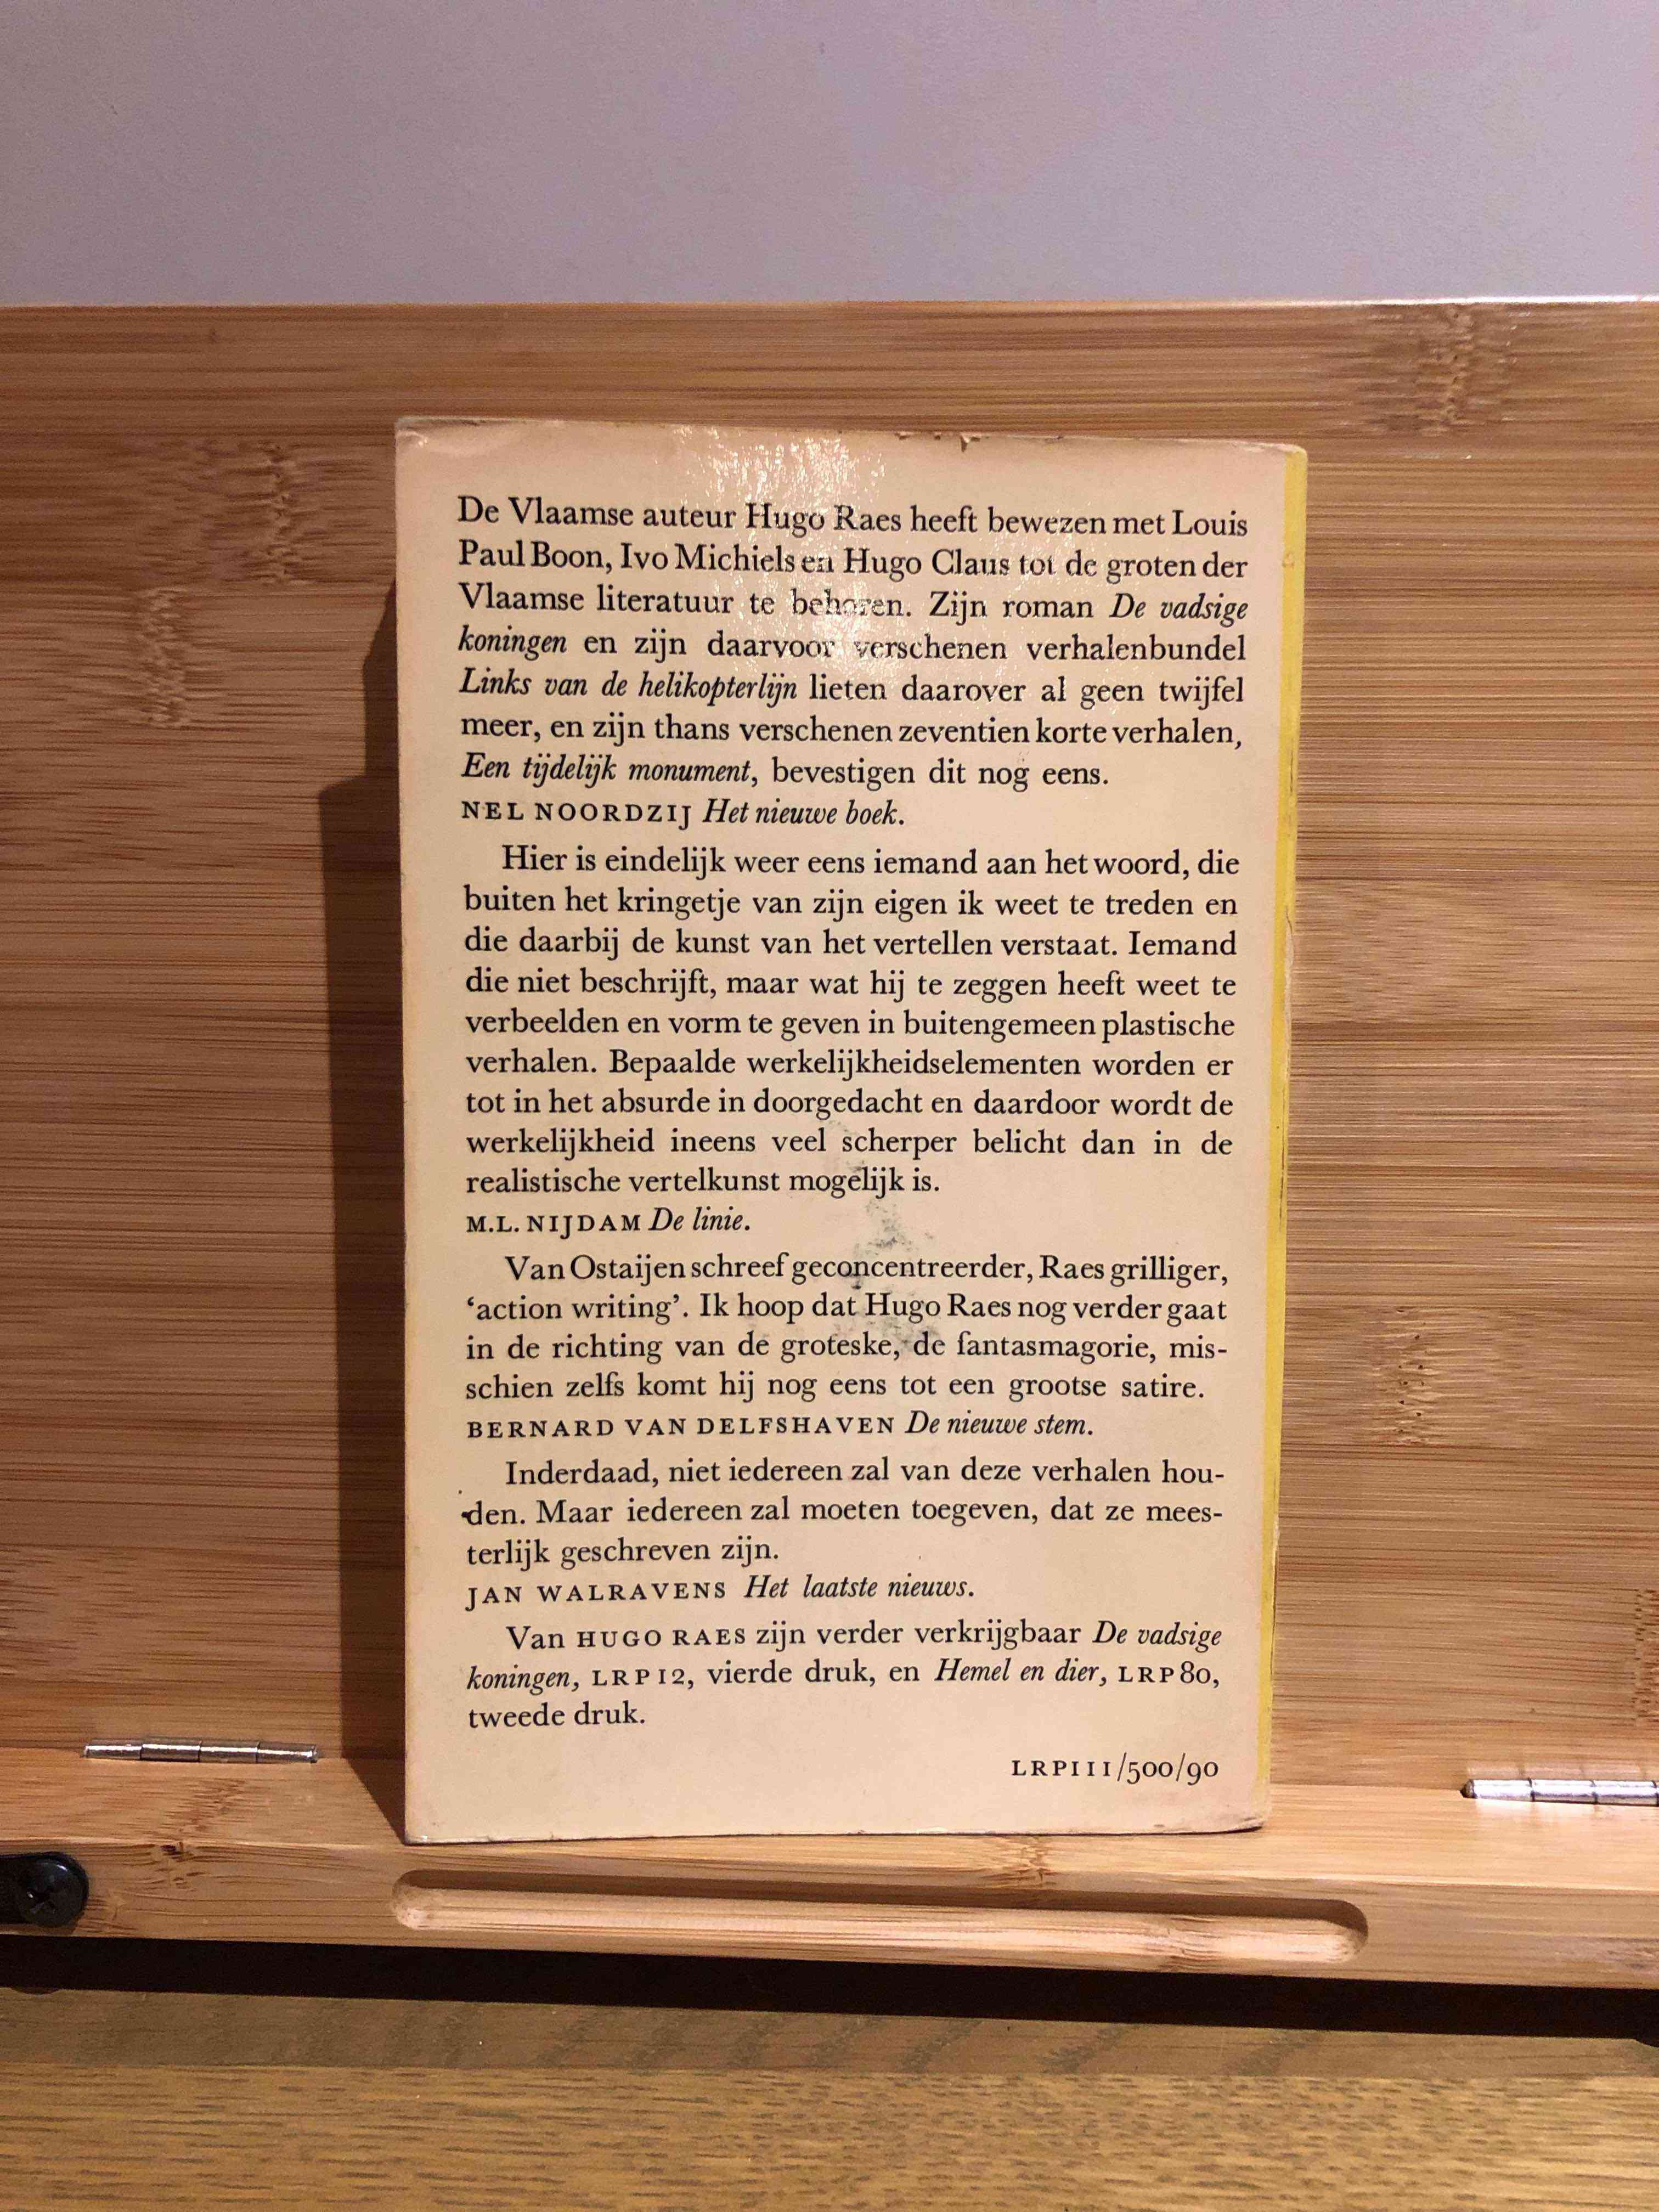 De Vlaamse auteur Hugo Raes heeft bewezen met Louis
Paul Boon, Ivo Michiels en Hugo Claus tot de groten der
Vlaamse literatuur te behoren. Zijn roman De vadsige
koningen en zijn daarvoor verschenen verhalenbundel
Links van de helikopterlijn lieten daarover al geen twijfel
meer, en zijn thans verschenen zeventien korte verhalen,
Een tijdelijk monument, bevestigen dit nog eens.
NEL NOORDZIJ Het nieuwe boek.
Hier is eindelijk weer eens iemand aan het woord, die
buiten het kringetje van zijn eigen ik weet te treden en
die daarbij de kunst van het vertellen verstaat. Iemand
die niet beschrijft, maar wat hij te zeggen heeft weet te
verbeelden en vorm te geven in buitengemeen plastische
verhalen. Bepaalde werkelijkheidselementen worden er
tot in het absurde in doorgedacht en daardoor wordt de
werkelijkheid ineens veel scherper belicht dan in de
realistische vertelkunst mogelijk is.
M.L. NIJDAM De linie.
Van Ostaijen schreef geconcentreerder, Raes grilliger,
‘action writing’. Ik hoop dat Hugo Raes nog verder gaat
in de richting van de groteske, de fantasmagorie, mis-
schien zelfs komt hij nog eens tot een grootse satire.
BERNARD VAN DELFSHAVEN De nieuwe stem.
Inderdaad, niet iedereen zal van deze verhalen hou-
den. Maar iedereen zal moeten toegeven, dat ze mees-
terlijk geschreven zijn.
JAN WALRAVENS Het laatste nieuws.
Van HUGO RAES zijn verder verkrijgbaar De vadsige
koningen, LRP 12, vierde druk, en Hemel en dier, LRP 80,
tweede druk.
LRP111/500/90